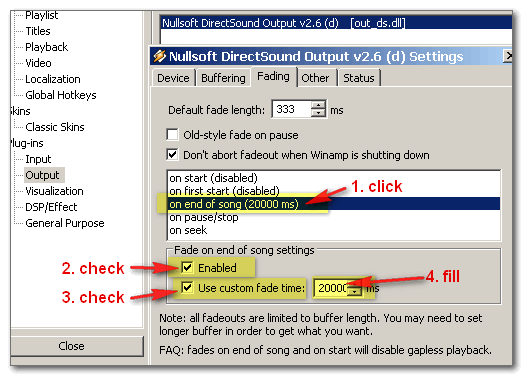 Playlist
Titles
Playback
Video
Localization
Global Hotkeys
Skins
Classic Skins
Plug-ins
Input
Output
Visualization
DSP/Effect
General Purpose
Close
Nullsoft DirectSound Output v2.6 (d) [out_ds.dll]
Nullsoft DirectSound Output v2.6 (d) Settings
Device Buffering Fading Other Status
Default fade length: 333 ms
Old-style fade on pause
Don't abort fadeout when Winamp is shutting down
on start (disabled)
on first start (disabled)
1. click
on end of song (20000 ms)
on pause/stop
on seek
Fade on end of song settings
2. check Enabled
4. fill
3. check Use custom fade time: 20000 ms
Note: all fadeouts are limited to buffer length. You may need to set
longer buffer in order to get what you want.
FAQ: fades on end of song and on start will disable gapless playback.